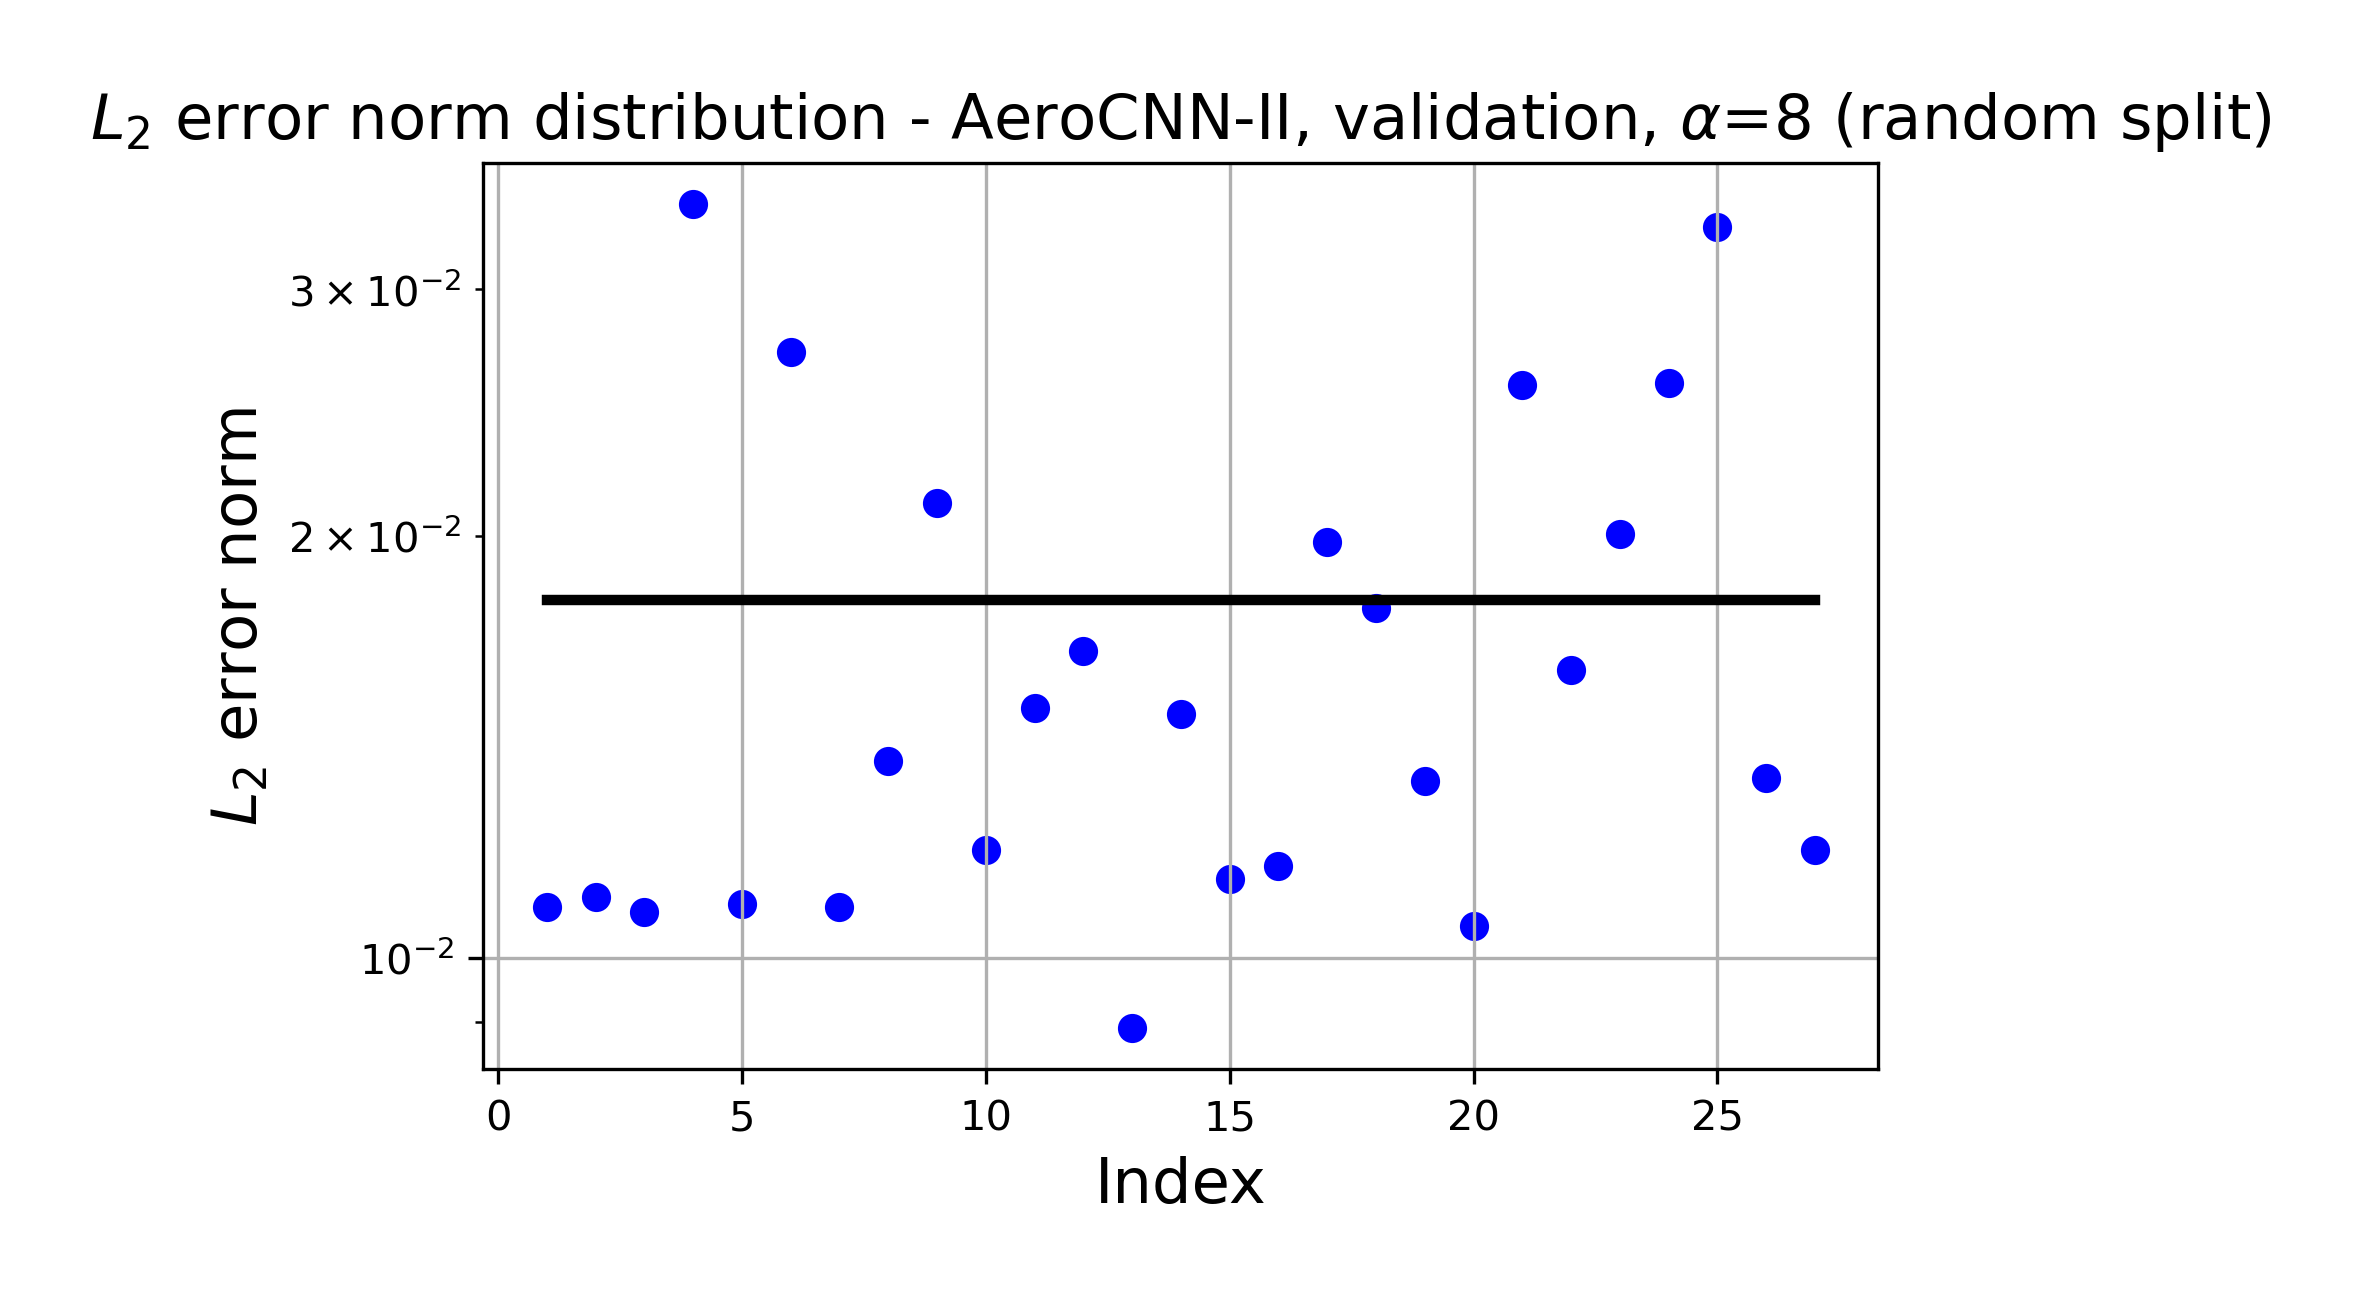 L₂ error norm distribution - AeroCNN-II, validation, α=8 (random split)
L₂ error norm
3 × 10⁻²
2 × 10⁻²
10⁻²
0 5 10 15 20 25
Index